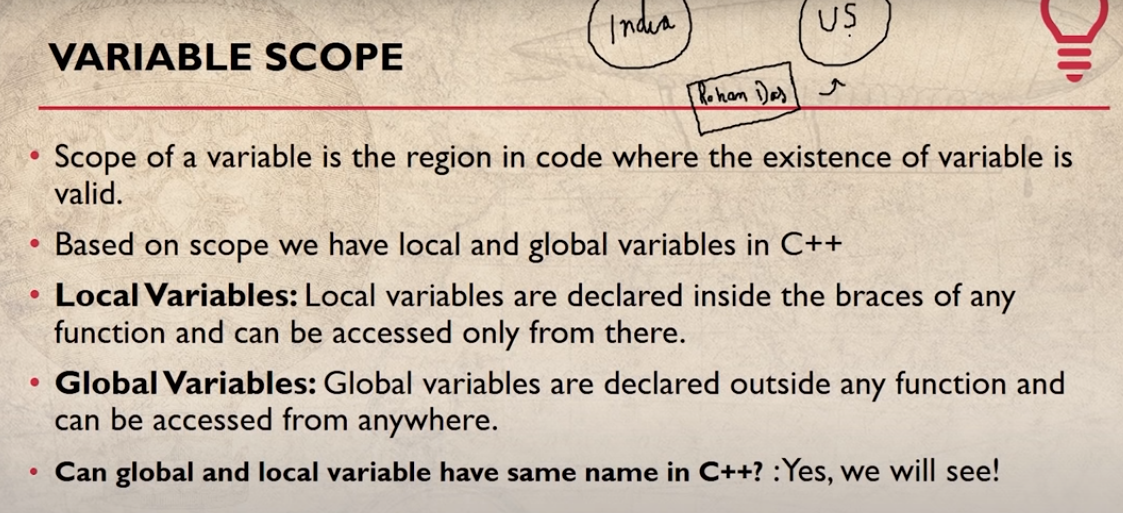 India
US
VARIABLE SCOPE
Rohan Das
• Scope of a variable is the region in code where the existence of variable is
valid.
• Based on scope we have local and global variables in C++
• Local Variables: Local variables are declared inside the braces of any
function and can be accessed only from there.
• Global Variables: Global variables are declared outside any function and
can be accessed from anywhere.
• Can global and local variable have same name in C++? :Yes, we will see!